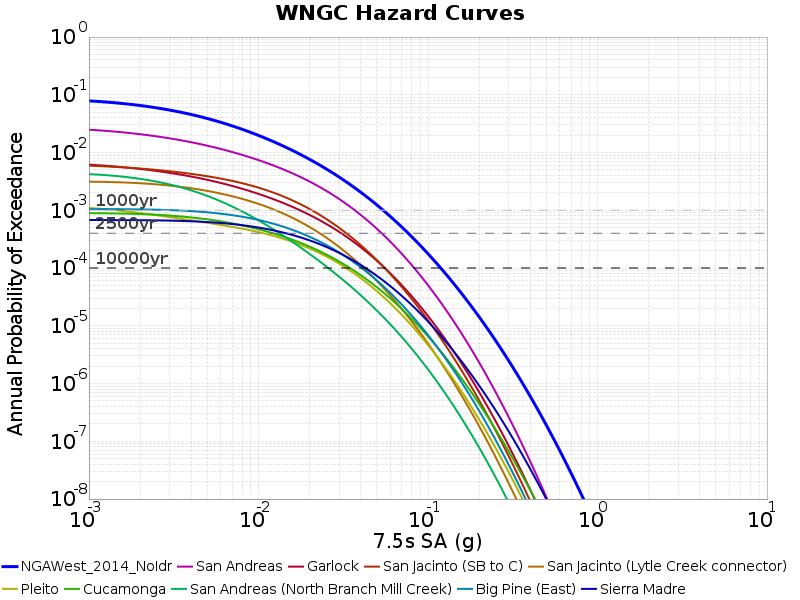 WNGC Hazard Curves
Annual Probability of Exceedance
10^0
10^-1
10^-2
10^-3
10^-4
10^-5
10^-6
10^-7
10^-8
1000yr
2500yr
10000yr
10^-3 10^-2 10^-1 10^0 10^1
7.5s SA (g)
NGAWest_2014_NoIdr San Andreas Garlock San Jacinto (SB to C) San Jacinto (Lytle Creek connector)
Pleito Cucamonga San Andreas (North Branch Mill Creek) Big Pine (East) Sierra Madre